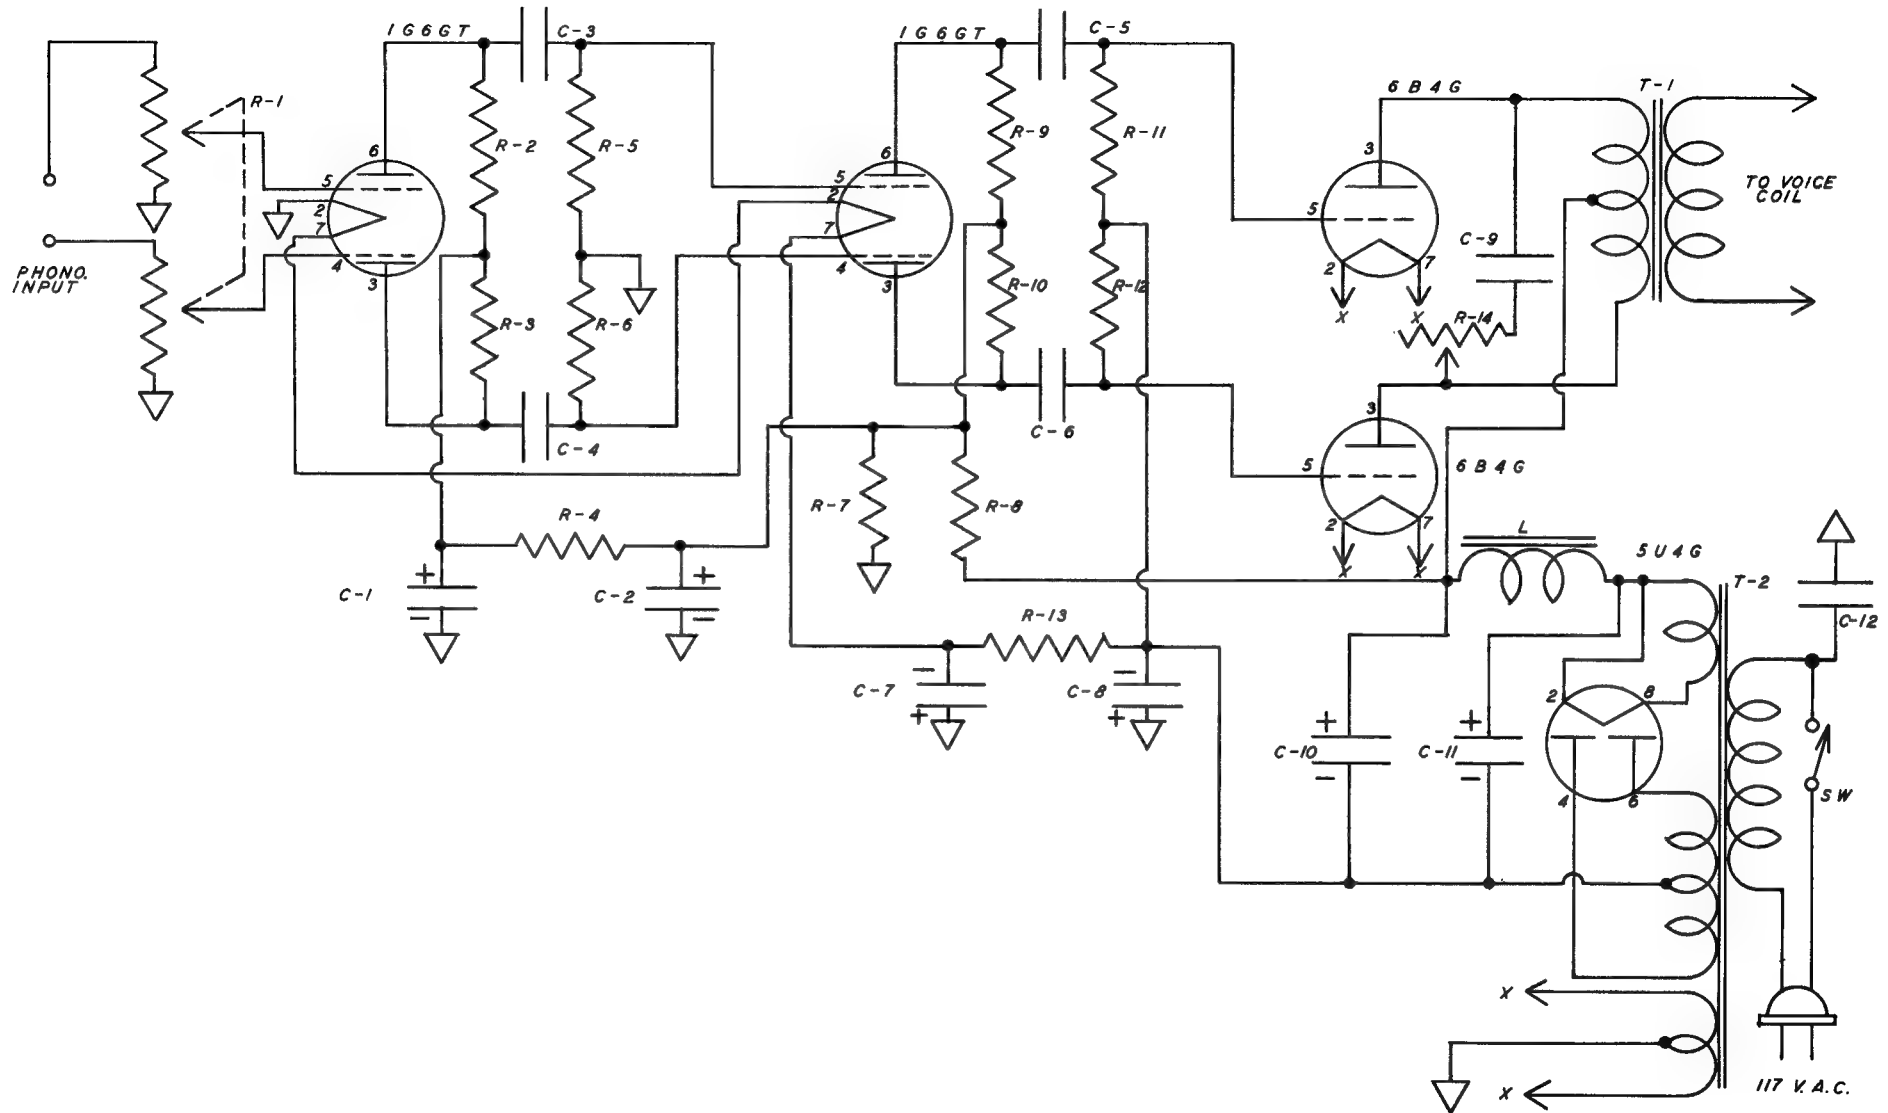 1G6GT
C-3
1G6GT
C-5
6B4G
T-1
R-1
R-2
R-5
R-9
R-11
6
5
2
7
4
3
6
5
2
7
4
3
3
5
2
7
X
X
C-9
TO VOICE
COIL
PHONO.
INPUT
R-3
R-6
R-10
R-12
R-14
C-4
C-6
3
5
2
7
X
X
6B4G
R-4
R-7
R-8
L
5U4G
T-2
+
C-1
-
+
C-2
-
R-13
C-12
-
C-7
+
-
C-8
+
2
8
+
C-10
-
+
C-11
-
4
6
SW
X
X
117 V.A.C.